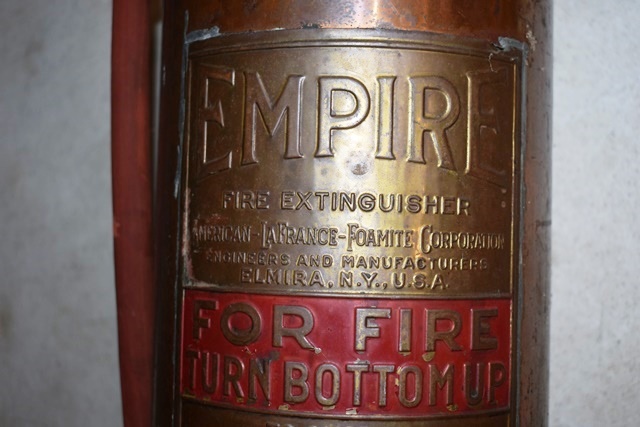 EMPIRE
FIRE EXTINGUISHER
AMERICAN-LAFRANCE-FOAMITE CORPORATION
ENGINEERS AND MANUFACTURERS
ELMIRA, N.Y., U.S.A.
FOR FIRE
TURN BOTTOM UP